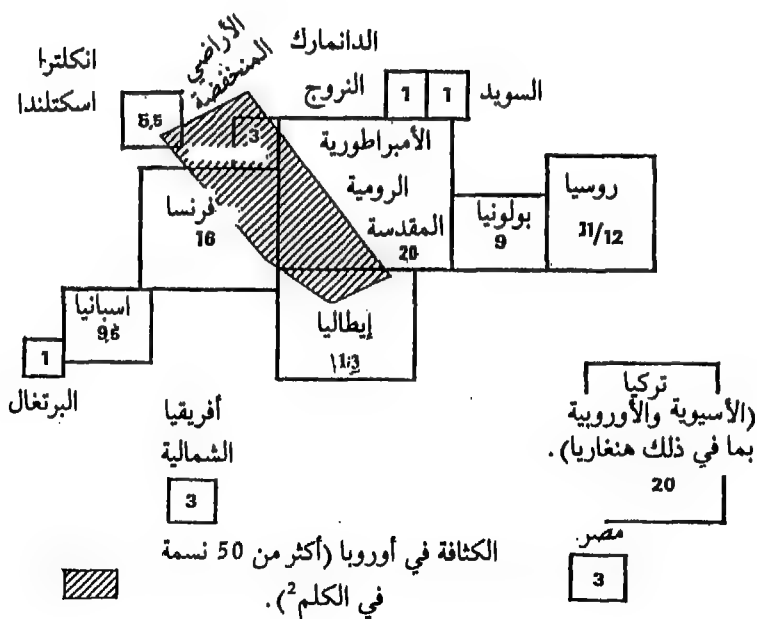 انكلترا
اسكتلندا
5,5
الأراضي
المنخفضة
3
الدانمارك
النروج
1
1
السويد
الأمبراطورية
الرومية
المقدسة
20
بولونيا
9
روسيا
11/12
فرنسا
16
اسبانيا
9,5
1
البرتغال
إيطاليا
أفريقيا
الشمالية
3
تركيا
(الأسيوية والأوروبية
بما في ذلك هنغاريا).
20
مصر.
3
الكثافة في أوروبا (أكثر من 50 نسمة
في الكلم²).